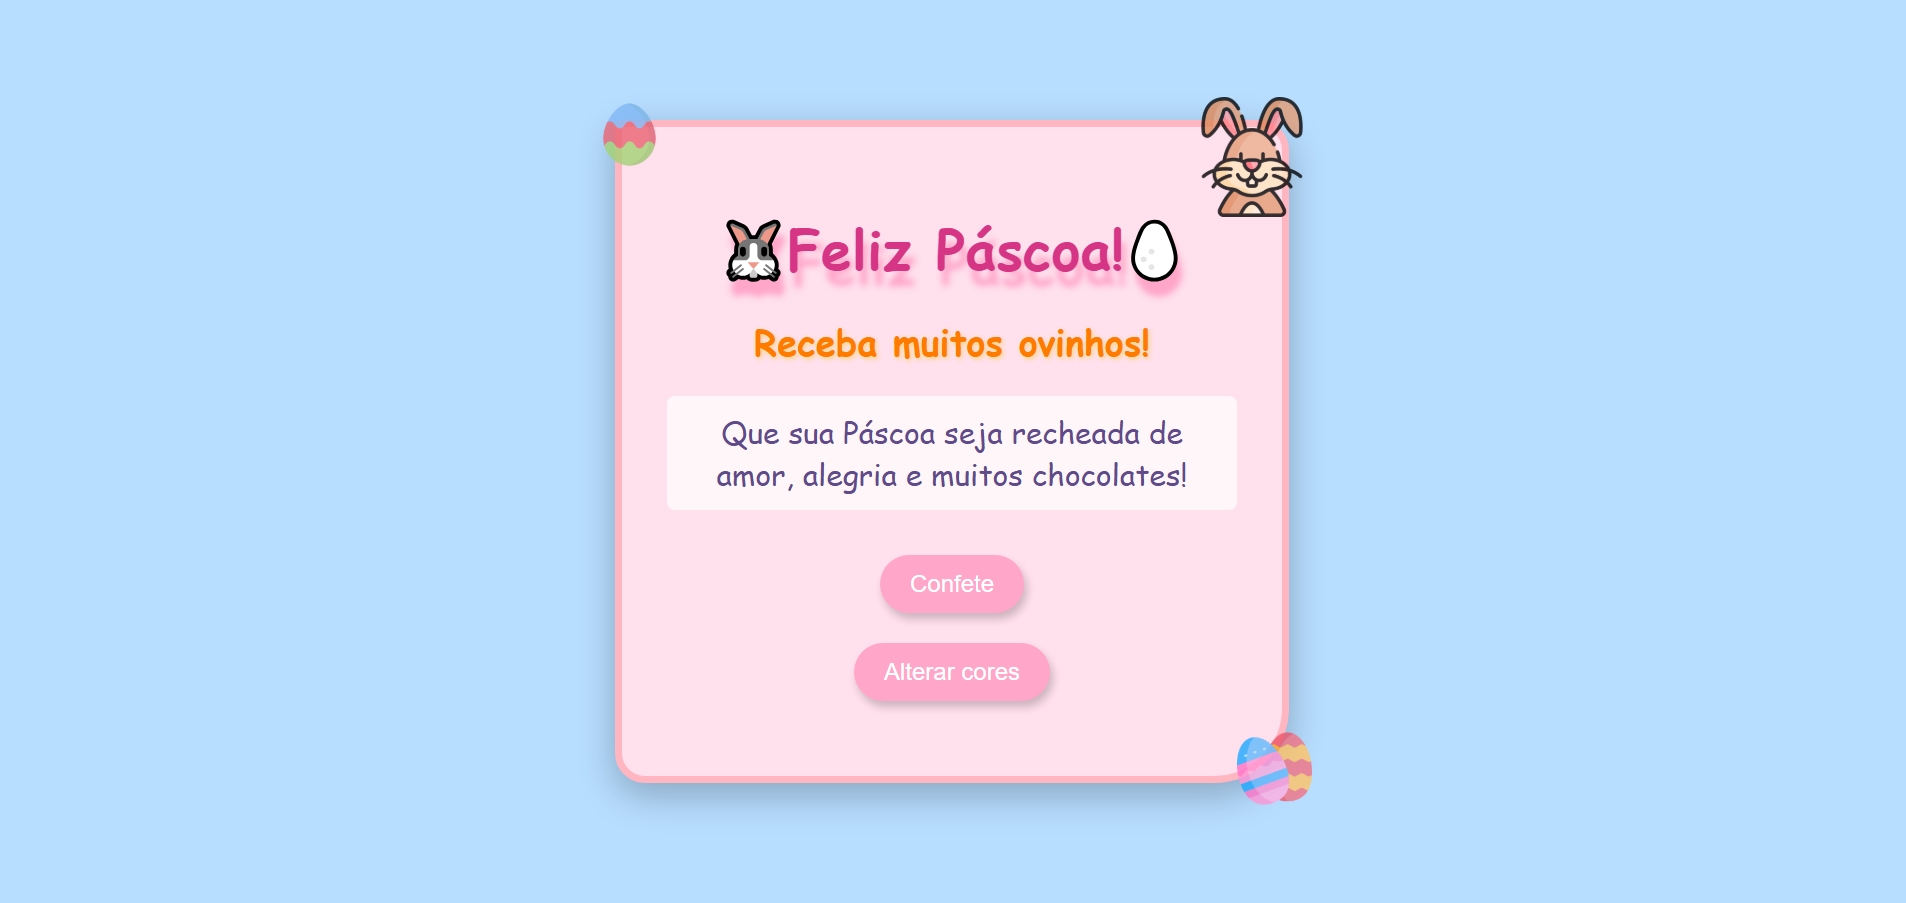 Feliz Páscoa!
Receba muitos ovinhos!
Que sua Páscoa seja recheada de
amor, alegria e muitos chocolates!
Confete
Alterar cores